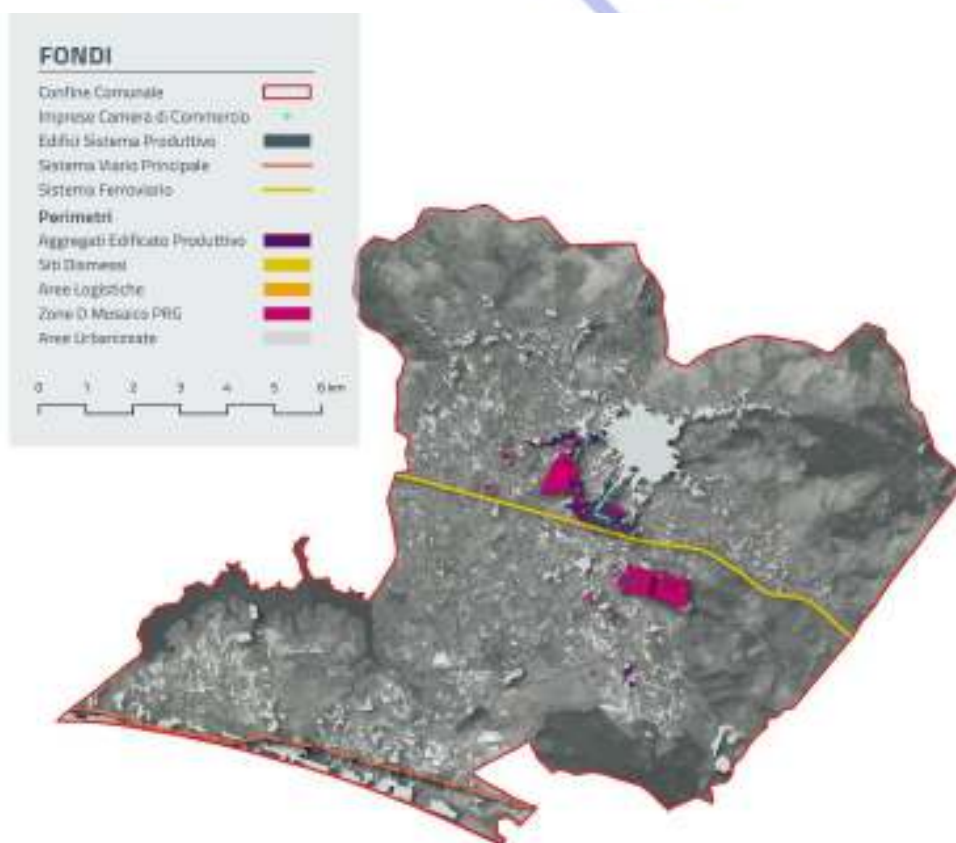 FONDI
Confine Comunale
Imprese Camera di Commercio
Edifici Sistema Produttivo
Sistema Viario Principale
Sistema Ferroviario
Perimetri
Aggregati Edificato Produttivo
Siti Dismessi
Aree Logistiche
Zone D Mosaico PRG
Aree Urbanizzate
0 1 2 3 4 5 6 km